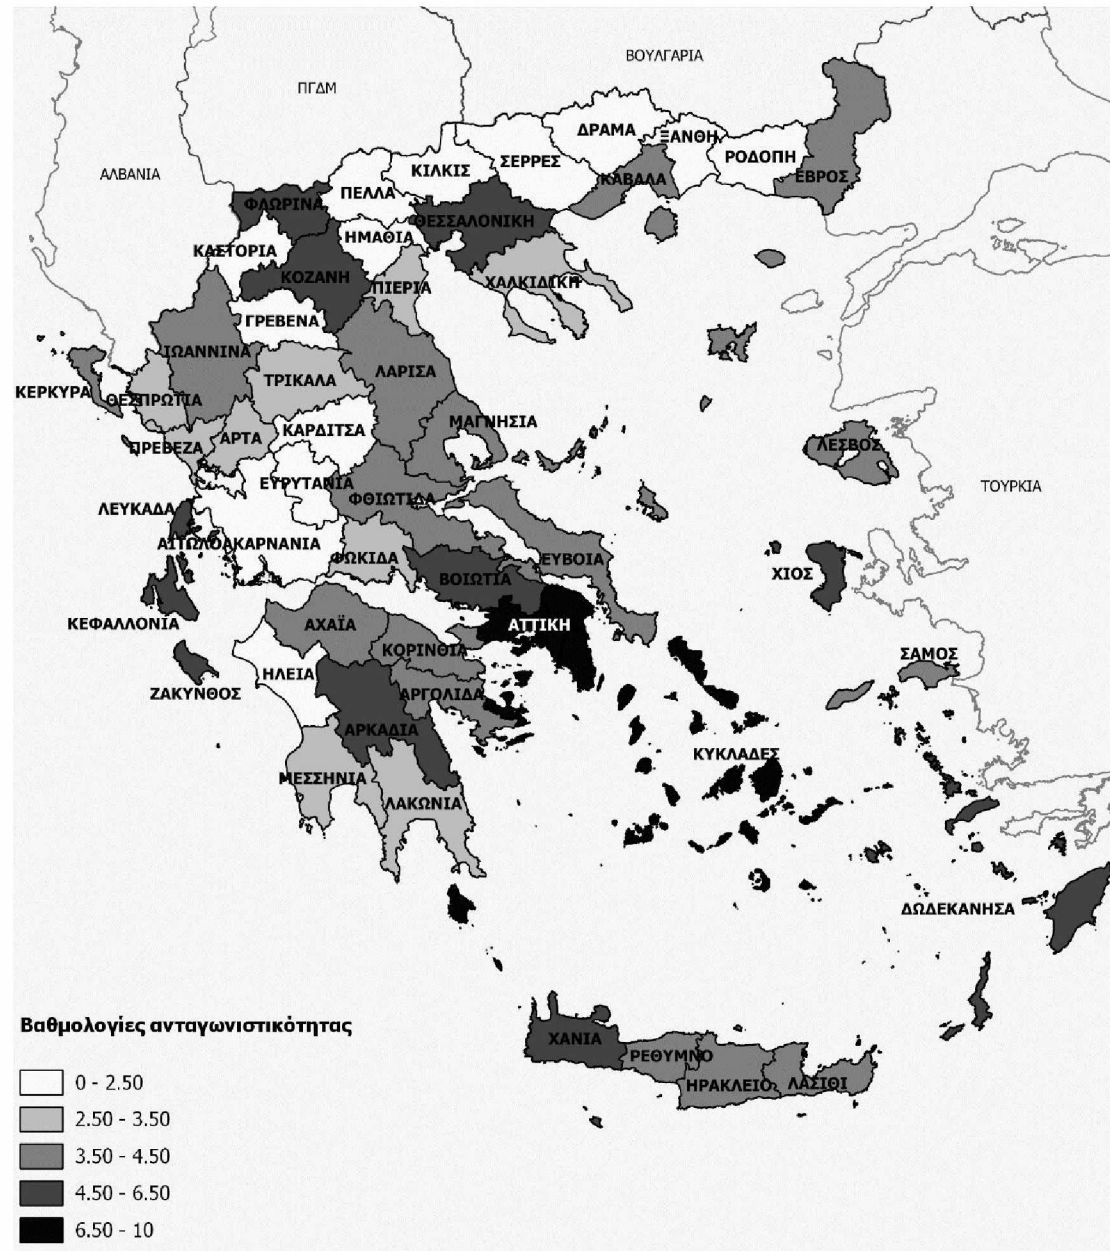 ΒΟΥΛΓΑΡΙΑ
ΠΓΔΜ
ΑΛΒΑΝΙΑ
ΔΡΑΜΑ
ΞΑΝΘΗ
ΡΟΔΟΠΗ
ΕΒΡΟΣ
ΣΕΡΡΕΣ
ΚΙΛΚΙΣ
ΚΑΒΑΛΑ
ΠΕΛΛΑ
ΦΛΩΡΙΝΑ
ΘΕΣΣΑΛΟΝΙΚΗ
ΗΜΑΘΙΑ
ΚΑΣΤΟΡΙΑ
ΚΟΖΑΝΗ
ΠΙΕΡΙΑ
ΧΑΛΚΙΔΙΚΗ
ΓΡΕΒΕΝΑ
ΙΩΑΝΝΙΝΑ
ΛΑΡΙΣΑ
ΤΡΙΚΑΛΑ
ΚΕΡΚΥΡΑ
ΘΕΣΠΡΩΤΙΑ
ΜΑΓΝΗΣΙΑ
ΚΑΡΔΙΤΣΑ
ΑΡΤΑ
ΠΡΕΒΕΖΑ
ΛΕΣΒΟΣ
ΤΟΥΡΚΙΑ
ΕΥΡΥΤΑΝΙΑ
ΦΘΙΩΤΙΔΑ
ΛΕΥΚΑΔΑ
ΑΙΤΩΛΟΑΚΑΡΝΑΝΙΑ
ΦΩΚΙΔΑ
ΕΥΒΟΙΑ
ΒΟΙΩΤΙΑ
ΧΙΟΣ
ΚΕΦΑΛΛΟΝΙΑ
ΑΧΑΪΑ
ΑΤΤΙΚΗ
ΚΟΡΙΝΘΙΑ
ΣΑΜΟΣ
ΗΛΕΙΑ
ΖΑΚΥΝΘΟΣ
ΑΡΓΟΛΙΔΑ
ΑΡΚΑΔΙΑ
ΚΥΚΛΑΔΕΣ
ΜΕΣΣΗΝΙΑ
ΛΑΚΩΝΙΑ
ΔΩΔΕΚΑΝΗΣΑ
ΧΑΝΙΑ
ΡΕΘΥΜΝΟ
ΗΡΑΚΛΕΙΟ
ΛΑΣΙΘΙ
Βαθμολογίες ανταγωνιστικότητας
0 - 2.50
2.50 - 3.50
3.50 - 4.50
4.50 - 6.50
6.50 - 10